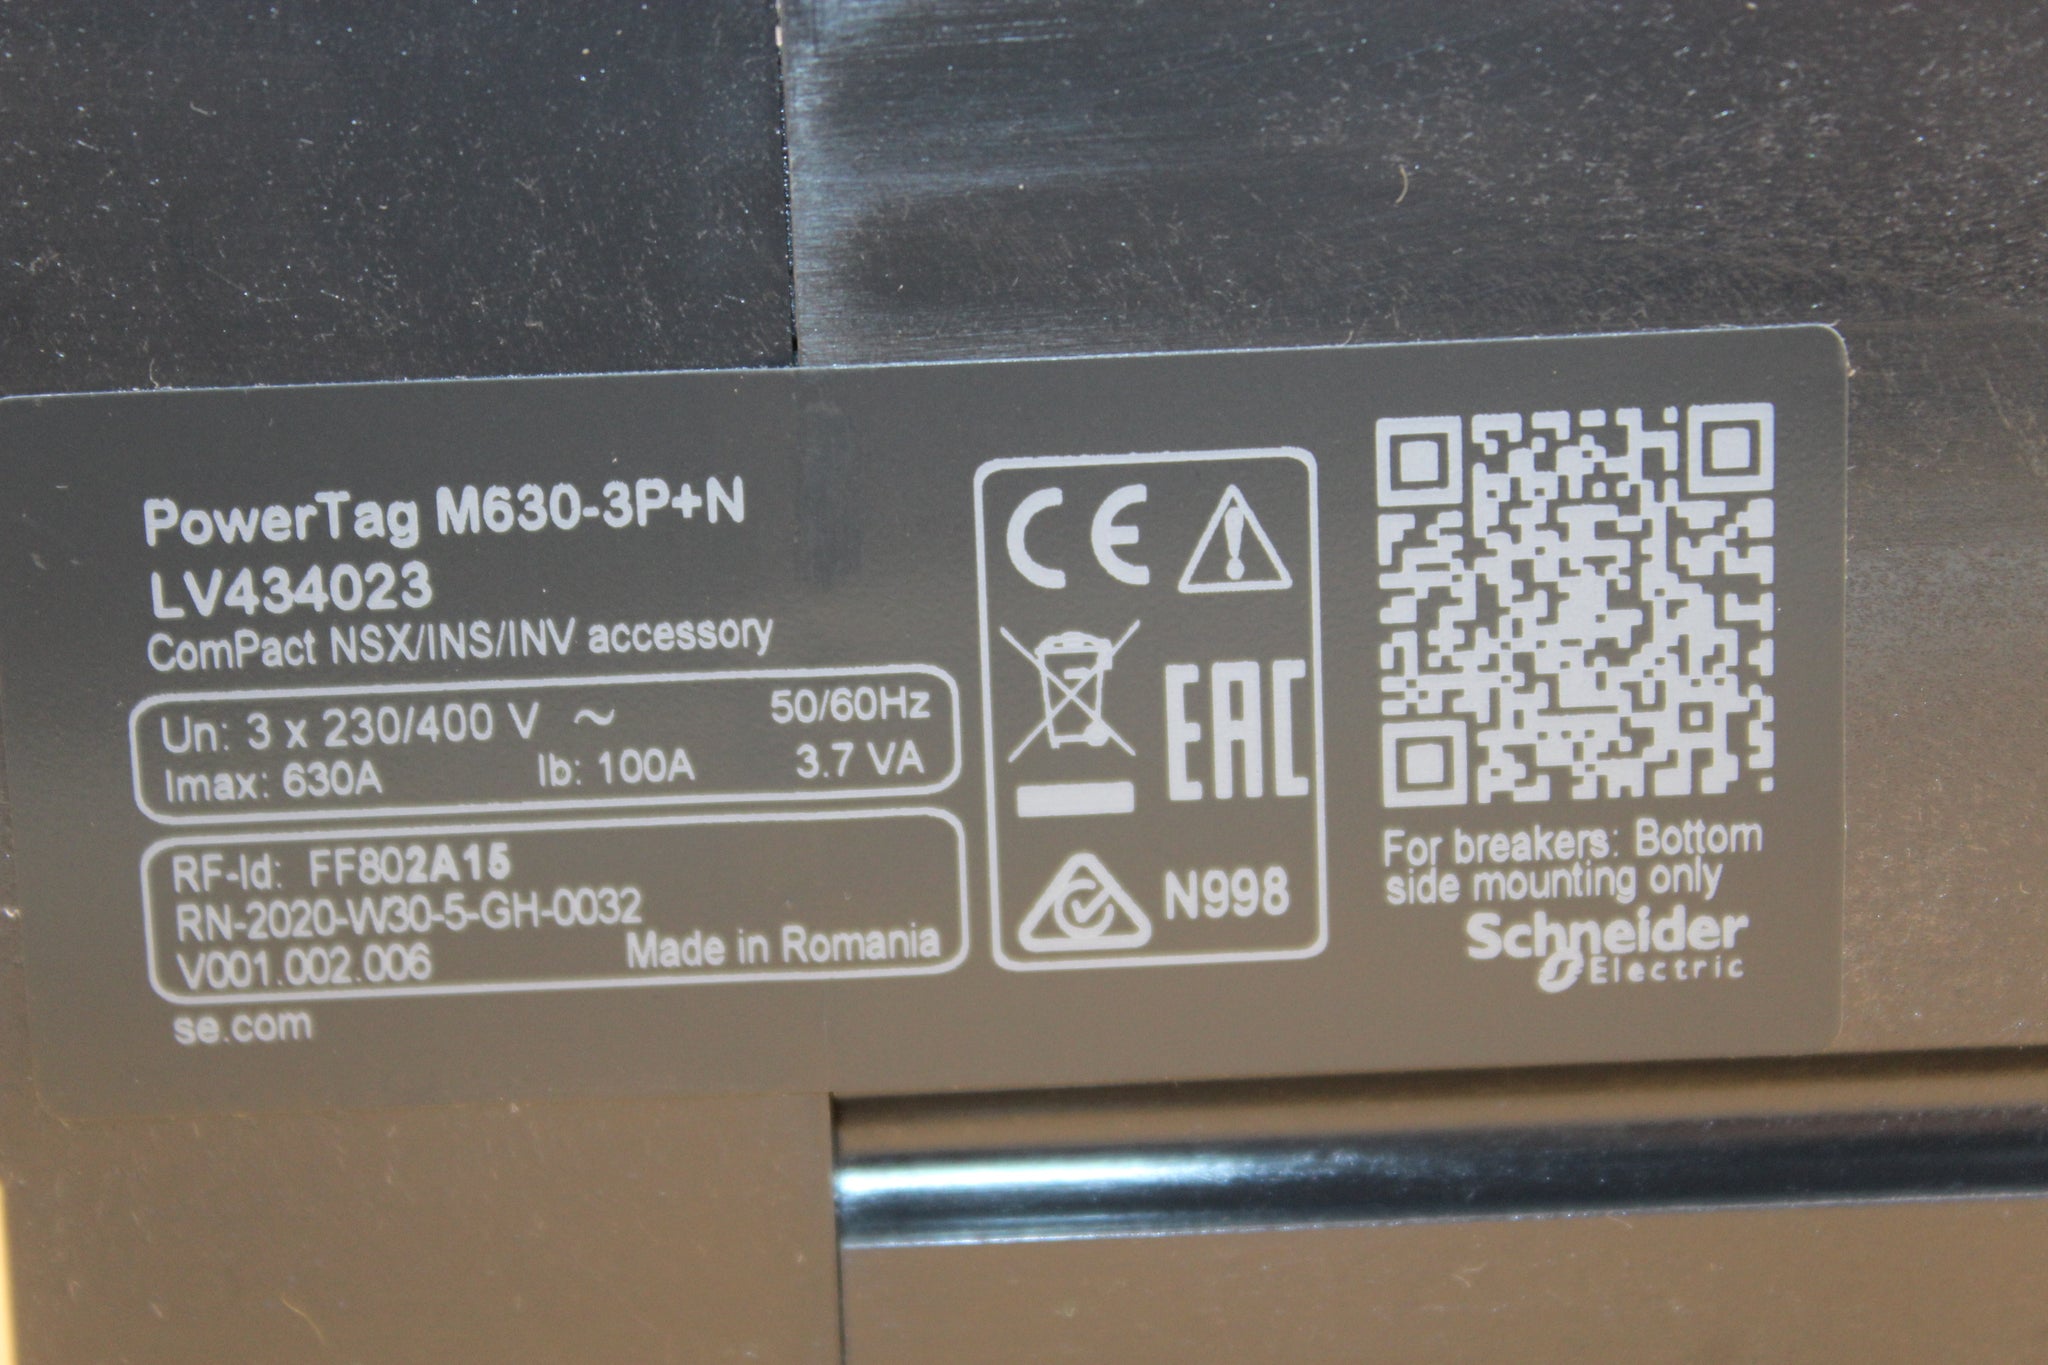 PowerTag M630-3P+N
LV434023
ComPact NSX/INS/INV accessory
Un: 3 x 230/400 V ~ 50/60Hz
Imax: 630A Ib: 100A 3.7 VA
RF-Id: FF802A15
RN-2020-W30-5-GH-0032
V001.002.006 Made in Romania
se.com
CE
EAC
N998
For breakers: Bottom
side mounting only
Schneider
Electric